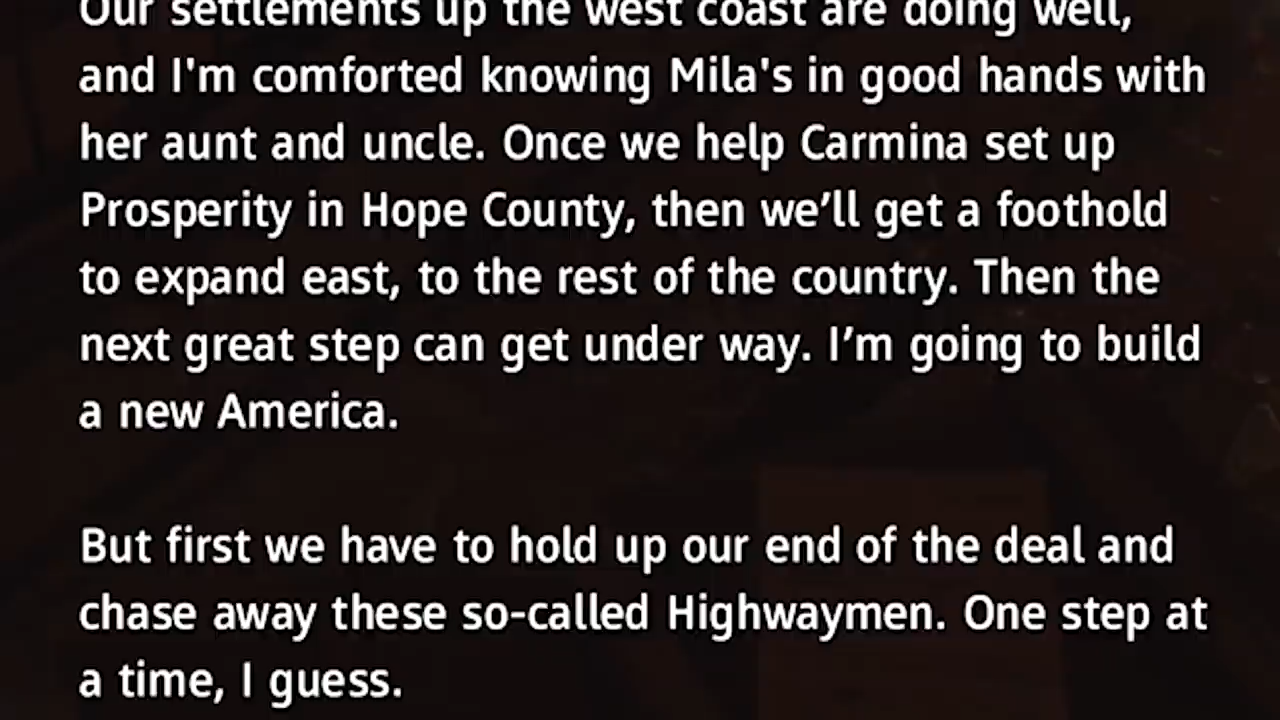 Our settlements up the west coast are doing well,
and I'm comforted knowing Mila's in good hands with
her aunt and uncle. Once we help Carmina set up
Prosperity in Hope County, then we’ll get a foothold
to expand east, to the rest of the country. Then the
next great step can get under way. I’m going to build
a new America.
But first we have to hold up our end of the deal and
chase away these so-called Highwaymen. One step at
a time, I guess.